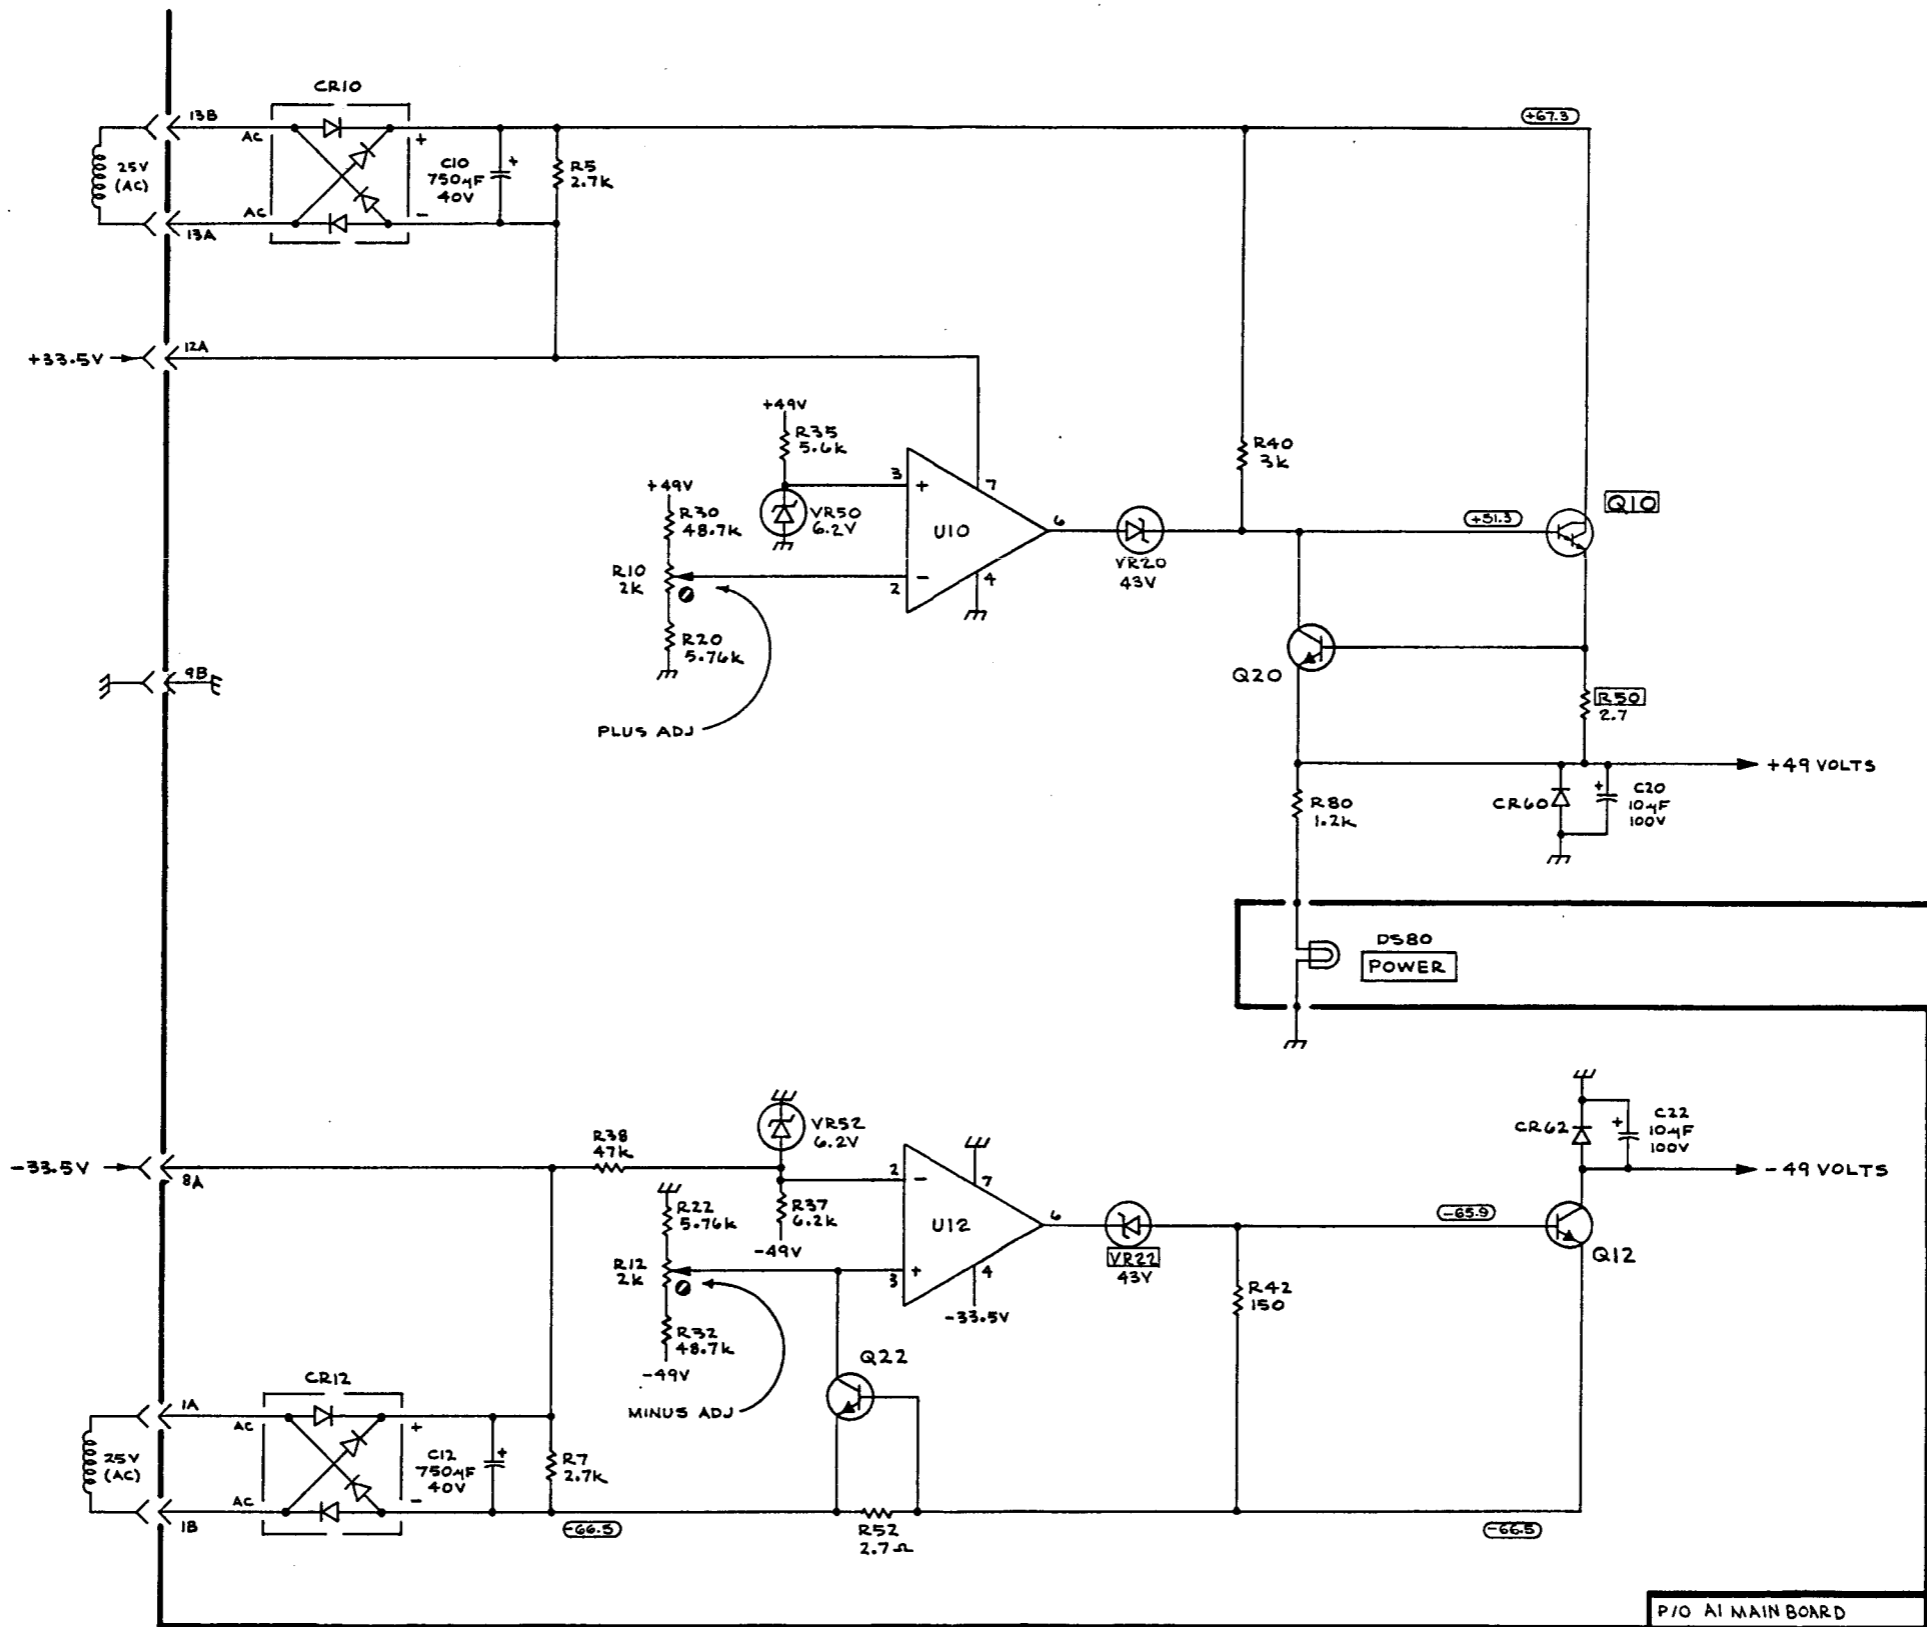 CR10
13B
AC
+
+67.3
25V
(AC)
C10
750µF
40V
+
R5
2.7K
AC
-
13A
+33.5V
12A
+49V
R35
5.6K
3
+
7
R40
3K
+49V
R30
48.7K
VR50
6.2V
U10
6
VR20
43V
+51.3
Q10
R10
2K
-
2
4
R20
5.76K
PLUS ADJ
9B
Q20
R50
2.7
+49 VOLTS
R80
1.2K
CR60
+
C20
10µF
100V
DS80
POWER
-33.5V
8A
R38
47K
VR52
6.2V
2
-
7
CR62
+
C22
10µF
100V
-49 VOLTS
R22
5.76K
R37
6.2K
-49V
U12
6
VR22
43V
-65.9
Q12
R12
2K
+
3
4
-33.5V
R42
150
R32
48.7K
-49V
MINUS ADJ
Q22
CR12
1A
AC
+
25V
(AC)
C12
750µF
40V
+
R7
2.7K
AC
-
1B
-66.5
R52
2.7Ω
-66.5
P/O A1 MAIN BOARD